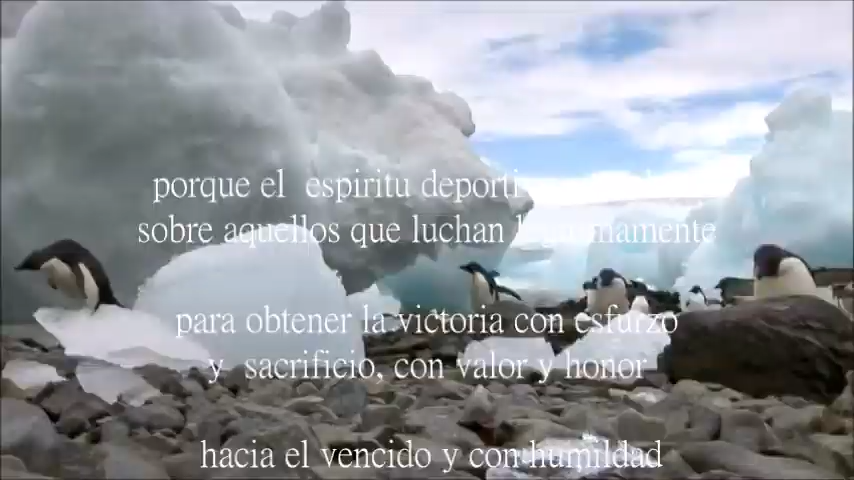 porque el espiritu
sobre aquellos que luchan
para obtener la victoria con esfurzo
y sacrificio, con valor y honor
hacia el vencido y con humildad